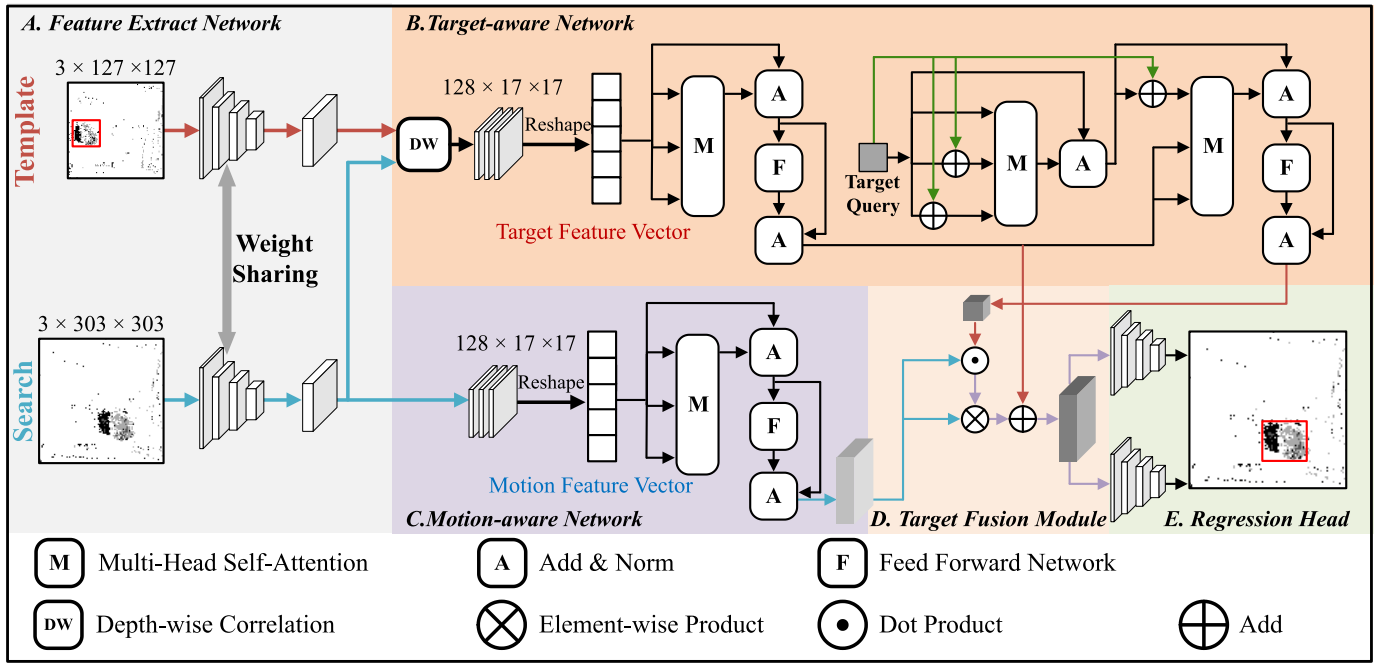 A. Feature Extract Network
B.Target-aware Network
Template
3 × 127 ×127
DW
128 × 17 ×17
Reshape
M
A
F
A
Target Feature Vector
Target
Query
M
A
M
A
F
A
Weight
Sharing
Search
3 × 303 × 303
128 × 17 ×17
Reshape
M
A
F
A
Motion Feature Vector
C.Motion-aware Network
D. Target Fusion Module
E. Regression Head
M Multi-Head Self-Attention
A Add & Norm
F Feed Forward Network
DW Depth-wise Correlation
Element-wise Product
Dot Product
Add